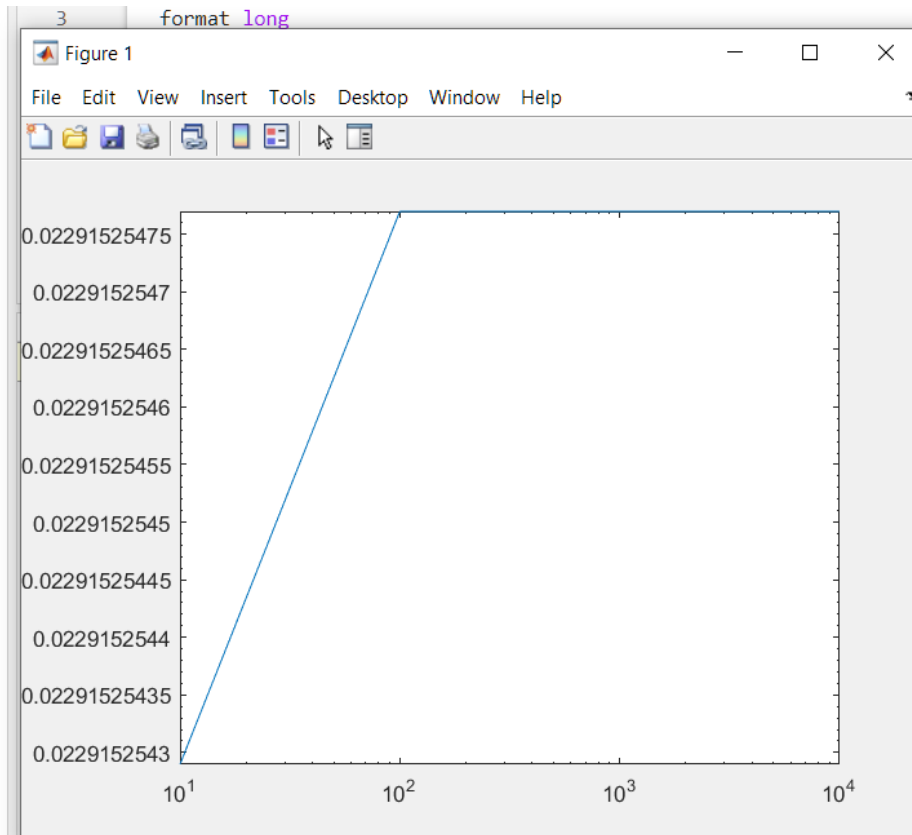 3 format long
Figure 1
File Edit View Insert Tools Desktop Window Help
0.02291525475
0.0229152547
0.02291525465
0.0229152546
0.02291525455
0.0229152545
0.02291525445
0.0229152544
0.02291525435
0.0229152543
10¹ 10² 10³ 10⁴